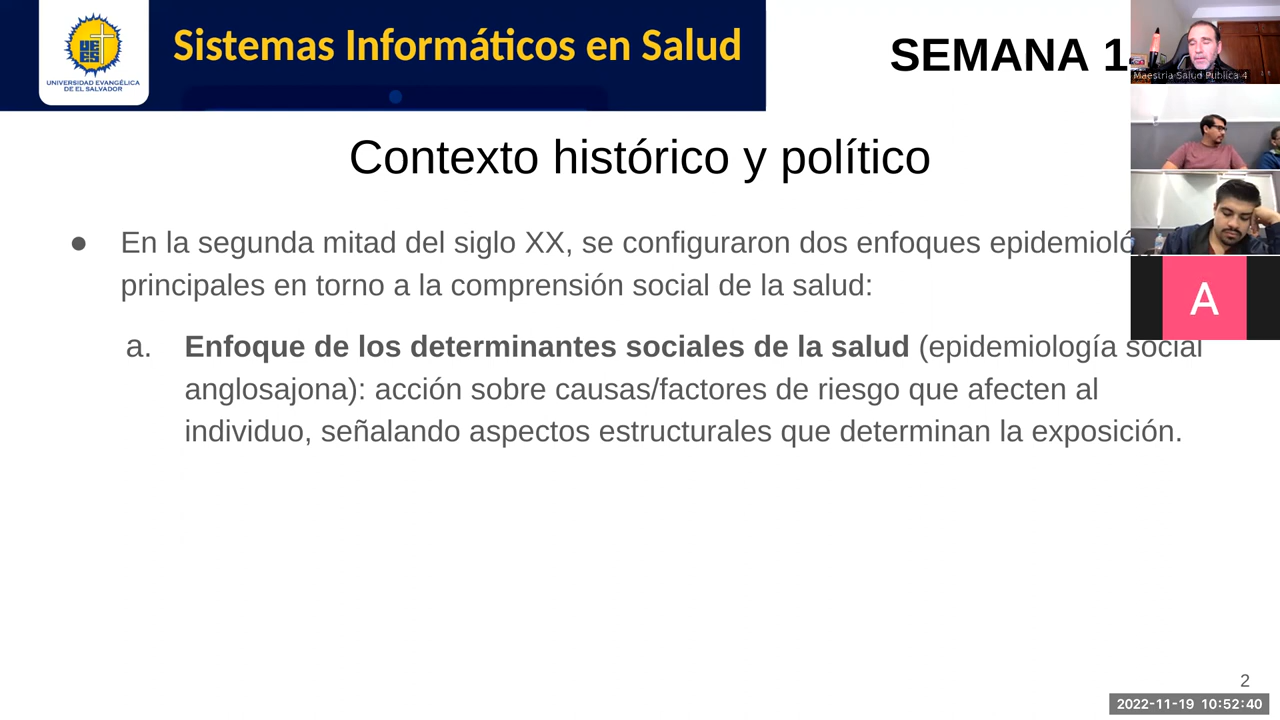 Sistemas Informáticos en Salud
UEES
UNIVERSIDAD EVANGÉLICA
DE EL SALVADOR
SEMANA 1
Maestria Salud Publica 4
Contexto histórico y político
● En la segunda mitad del siglo XX, se configuraron dos enfoques
principales en torno a la comprensión social de la salud:
a. Enfoque de los determinantes sociales de la salud (epidemiología social
anglosajona): acción sobre causas/factores de riesgo que afecten al
individuo, señalando aspectos estructurales que determinan la exposición.
A
2
2022-11-19 10:52:40